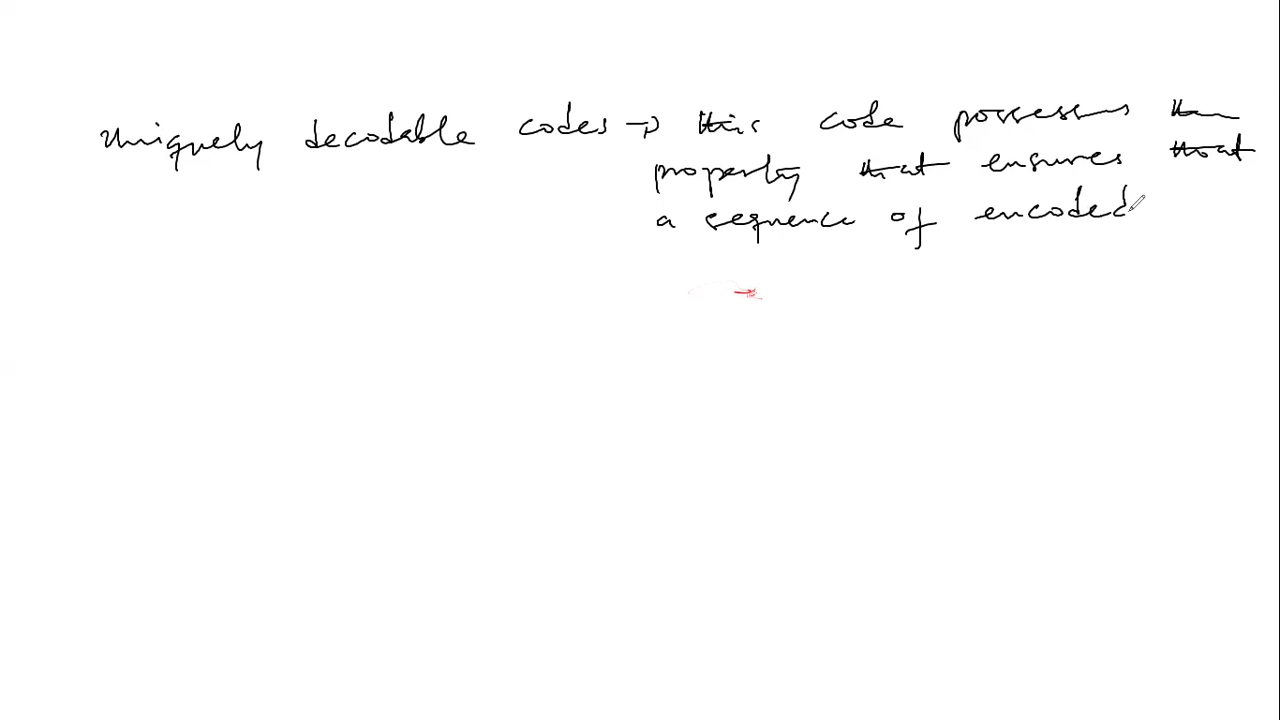 uniquely decodable codes → this code possesses the
property that ensures that
a sequence of encoded